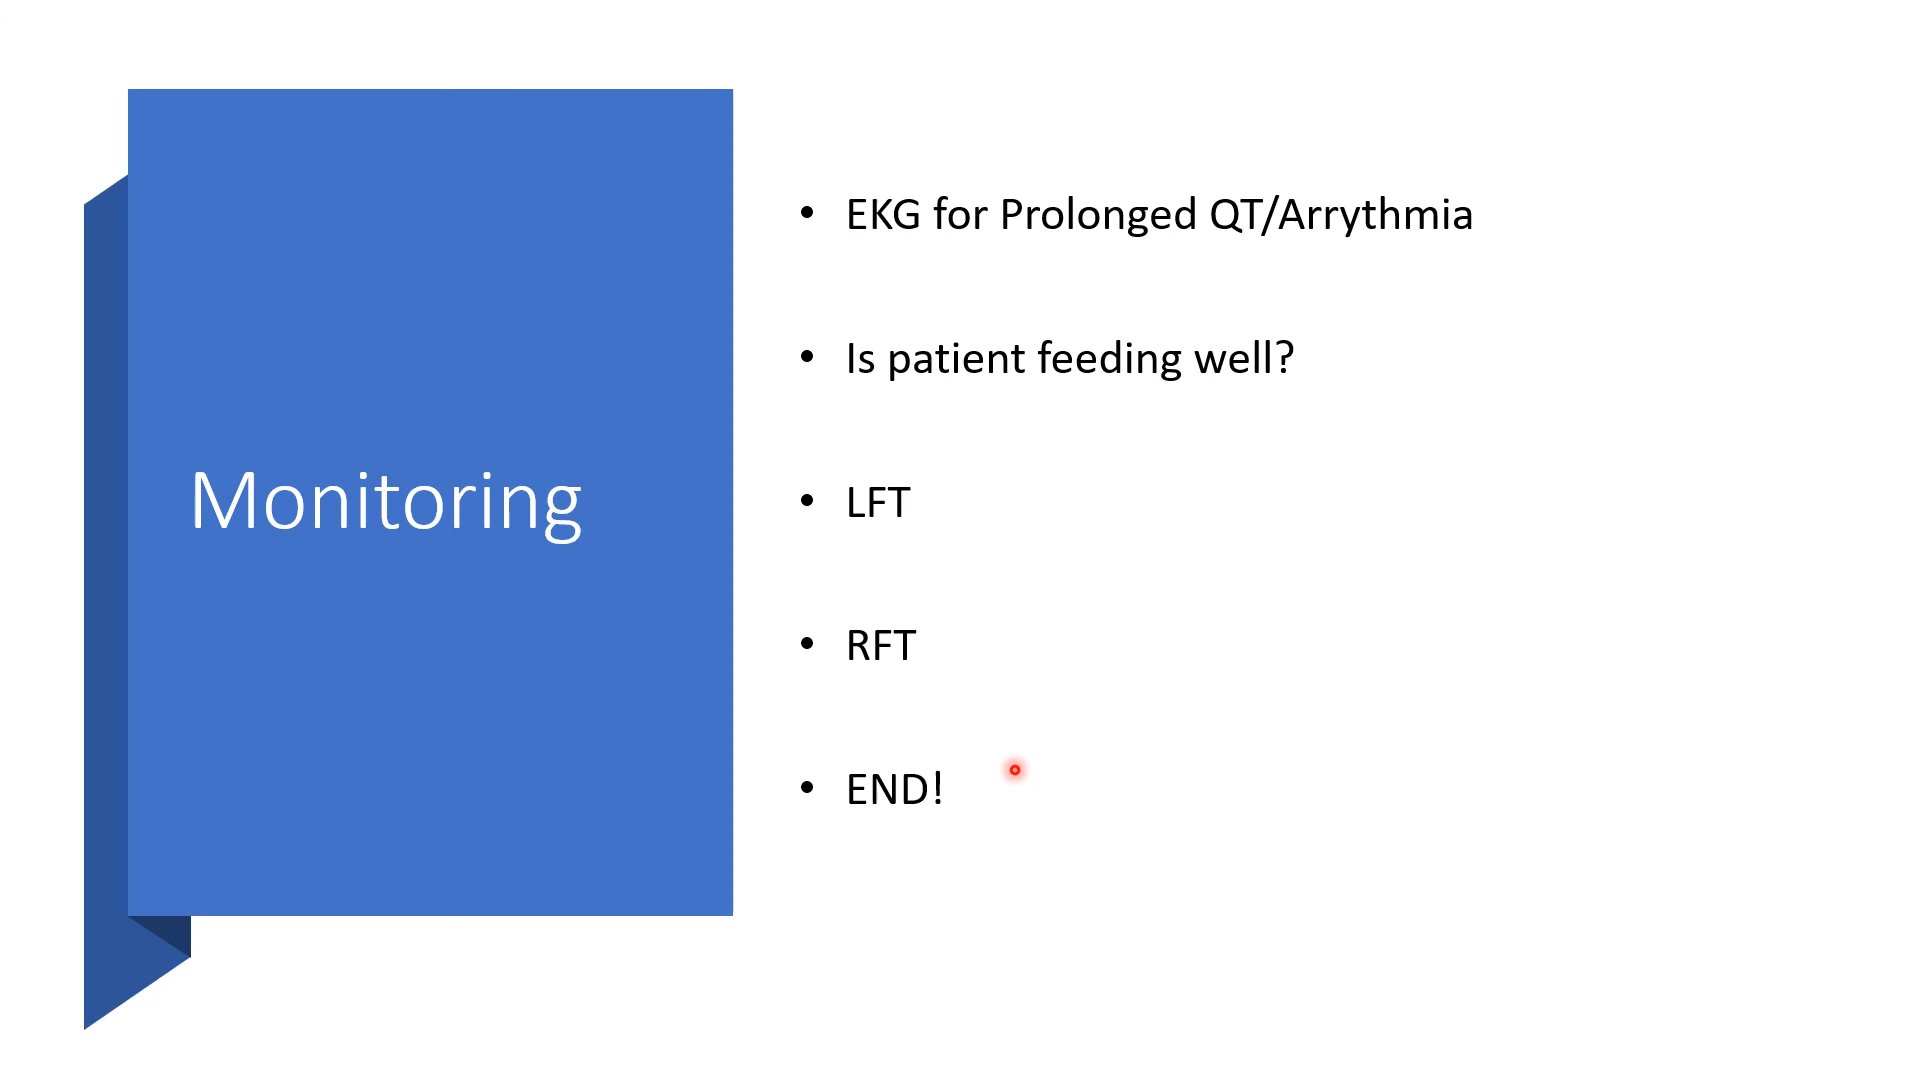 Monitoring
• EKG for Prolonged QT/Arrythmia
• Is patient feeding well?
• LFT
• RFT
• END!